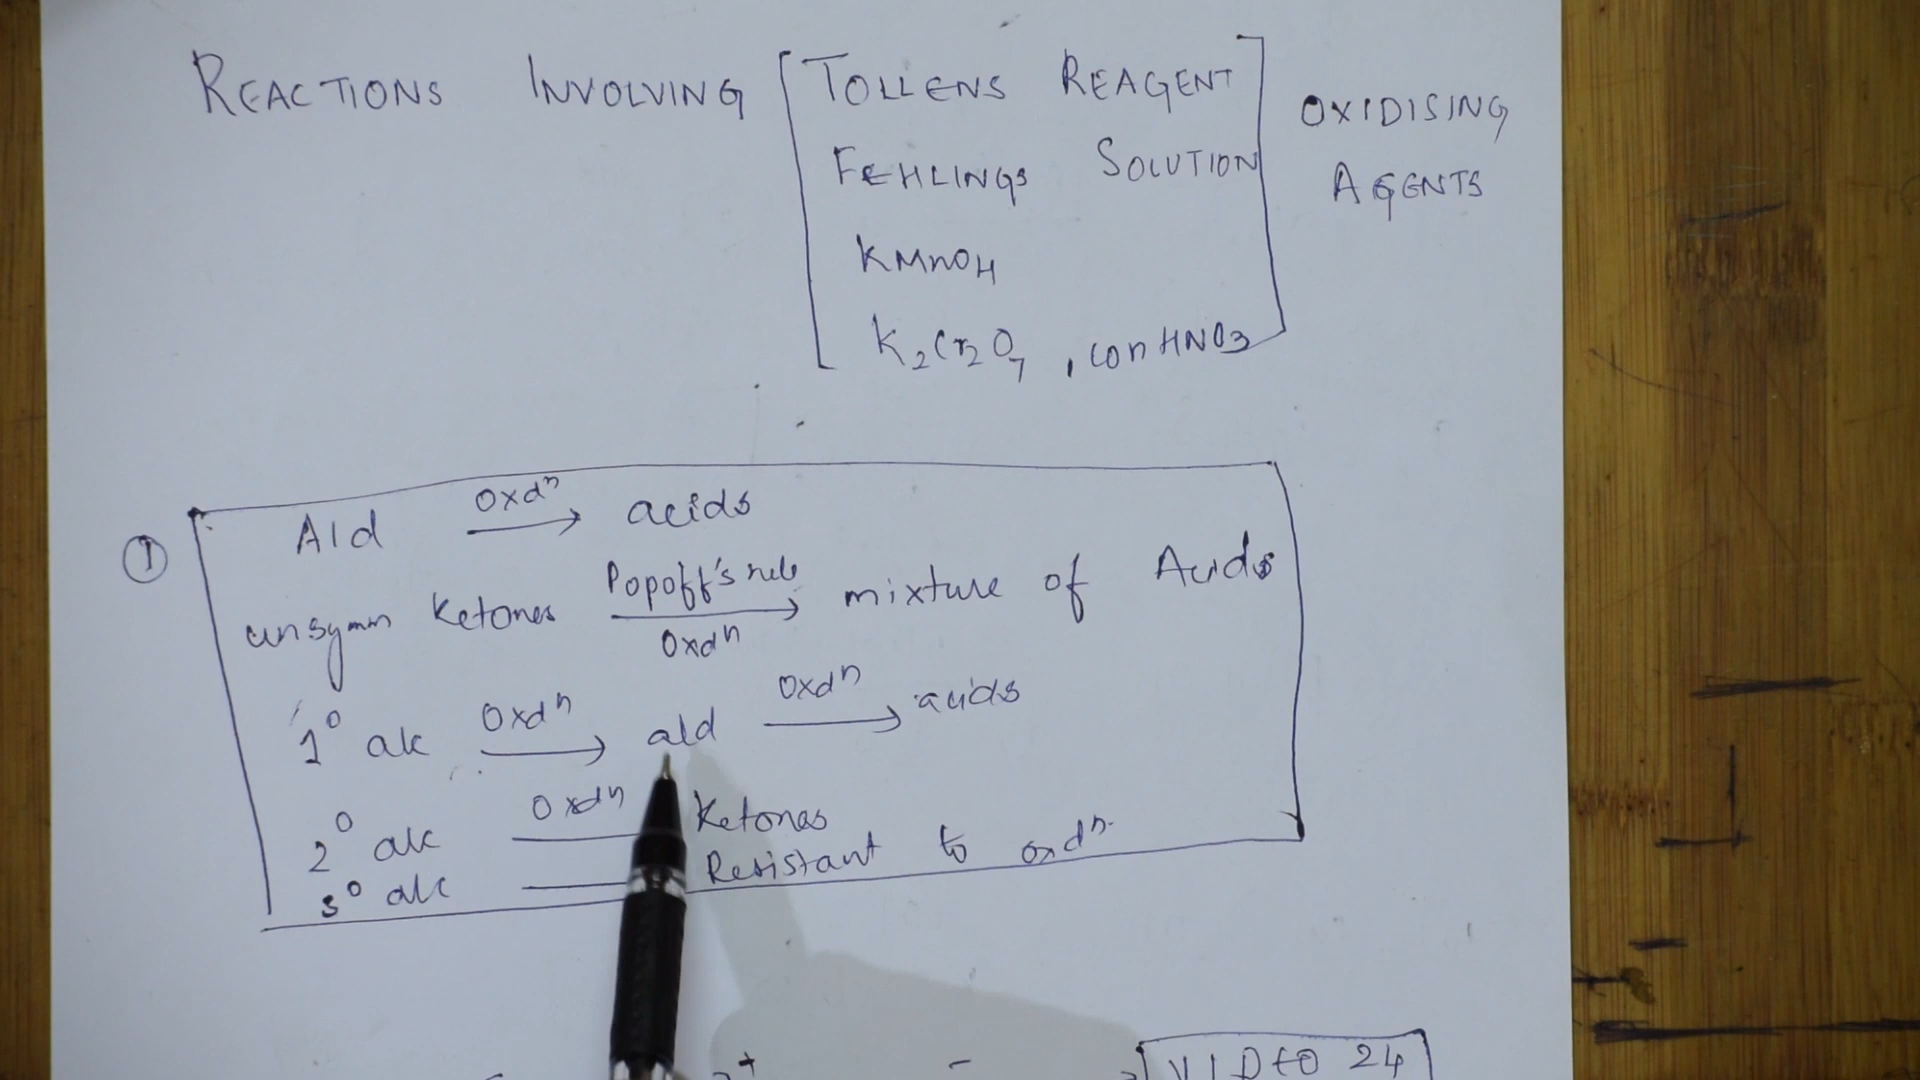 REACTIONS INVOLVING [TOLLENS REAGENT] OXIDISING
FEHLINGS SOLUTION AGENTS
KMnO4
K2Cr2O7, con HNO3
① Ald oxdⁿ → acids
unsymm Ketones Popoff's rule → oxdⁿ mixture of Acids
1° alc oxdⁿ → ald oxdⁿ → acids
2° alc oxdⁿ Ketones
3° alc Resistant to oxdⁿ
VIDEO 24